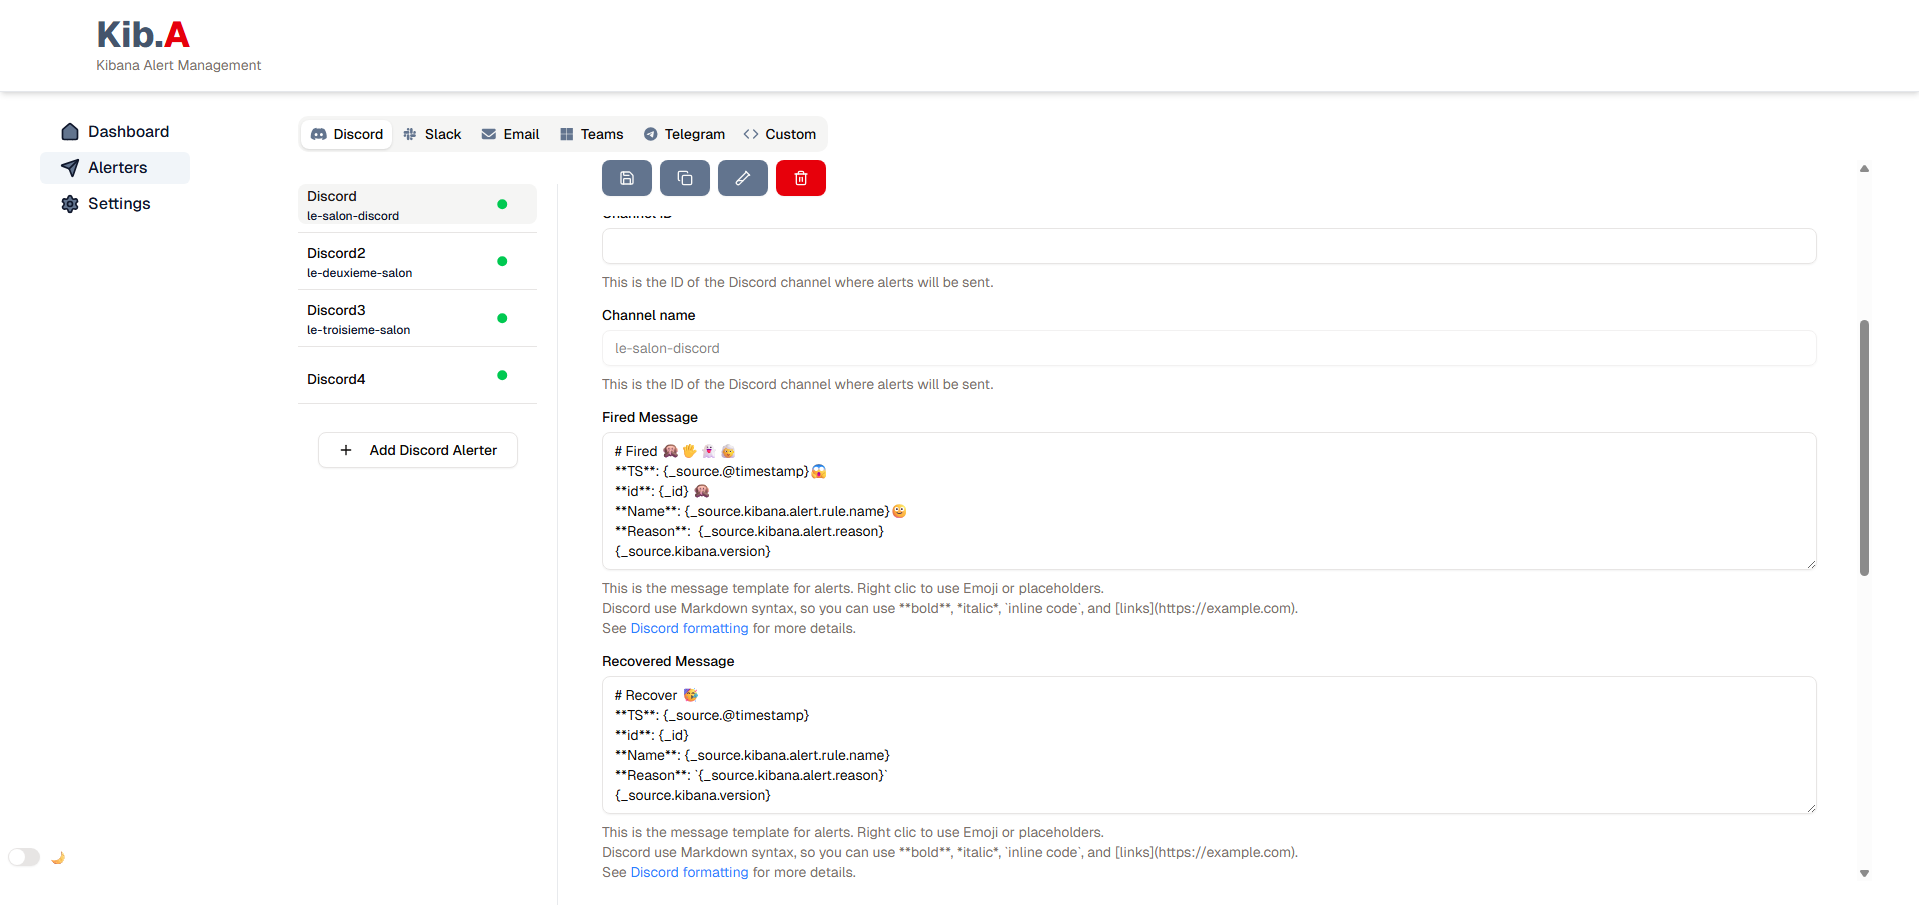 Kib.A
Kibana Alert Management
Dashboard
Alerters
Settings
Discord
Slack
Email
Teams
Telegram
Custom
Discord
le-salon-discord
Discord2
le-deuxieme-salon
Discord3
le-troisieme-salon
Discord4
Add Discord Alerter
Channel ID
This is the ID of the Discord channel where alerts will be sent.
Channel name
le-salon-discord
This is the ID of the Discord channel where alerts will be sent.
Fired Message
# Fired 🙉🖐️👻👵
**TS**: {_source.@timestamp}😱
**id**: {_id} 🙉
**Name**: {_source.kibana.alert.rule.name}🙂
**Reason**:  {_source.kibana.alert.reason}
{_source.kibana.version}
This is the message template for alerts. Right clic to use Emoji or placeholders.
Discord use Markdown syntax, so you can use **bold**, *italic*, `inline code`, and [links](https://example.com).
See Discord formatting for more details.
Recovered Message
# Recover 🥳
**TS**: {_source.@timestamp}
**id**: {_id}
**Name**: {_source.kibana.alert.rule.name}
**Reason**: `{_source.kibana.alert.reason}`
{_source.kibana.version}
This is the message template for alerts. Right clic to use Emoji or placeholders.
Discord use Markdown syntax, so you can use **bold**, *italic*, `inline code`, and [links](https://example.com).
See Discord formatting for more details.